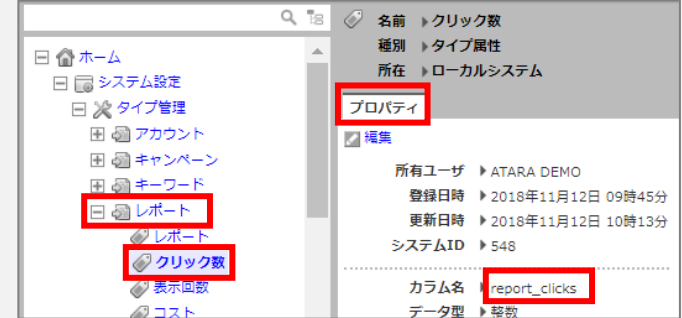 ホーム
システム設定
タイプ管理
アカウント
キャンペーン
キーワード
レポート
レポート
クリック数
表示回数
コスト
名前 クリック数
種別 タイプ属性
所在 ローカルシステム
プロパティ
編集
所有ユーザ ATARA DEMO
登録日時 2018年11月12日 09時45分
更新日時 2018年11月12日 10時13分
システムID 548
カラム名 report_clicks
データ型 整数